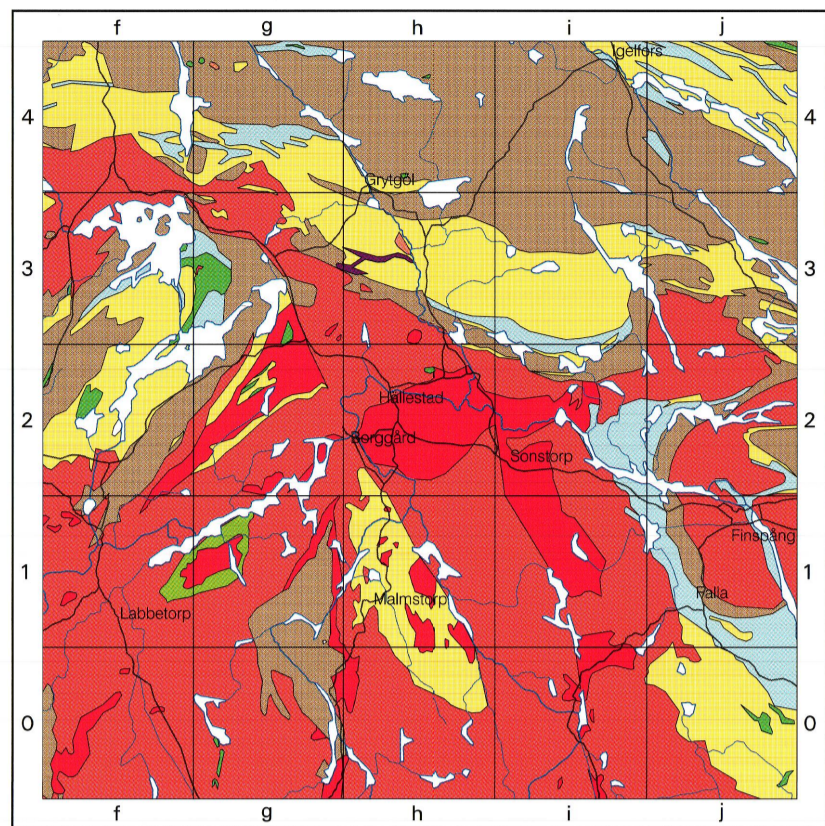 f g h i j
Igelfors
4 4
Grytgöl
3 3
Hällestad
2 2
Borggård
Sonstorp
Finspång
1 1
Falla
Malmstorp
Labbetorp
0 0
f g h i j